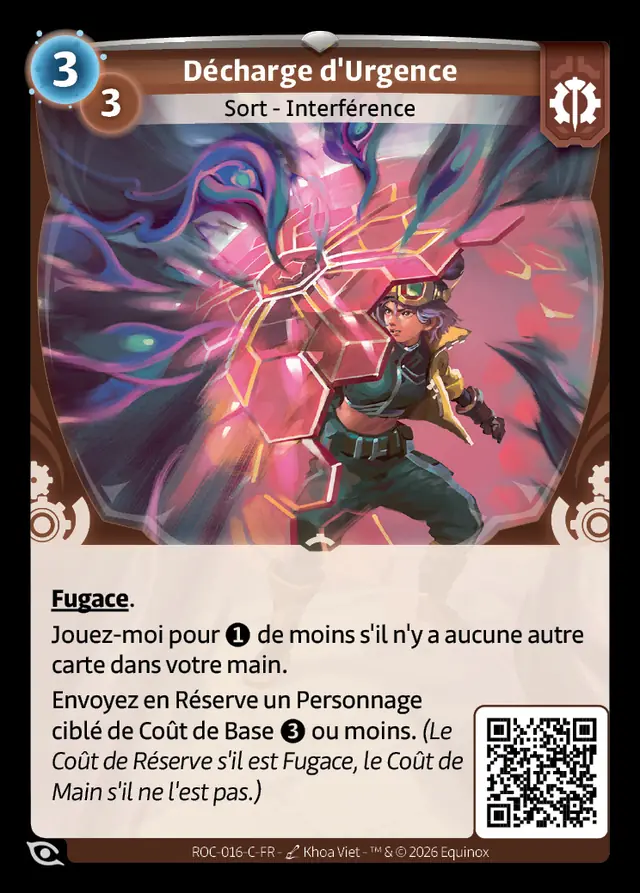 3
3
Décharge d'Urgence
Sort - Interférence
Fugace.
Jouez-moi pour 1 de moins s'il n'y a aucune autre
carte dans votre main.
Envoyez en Réserve un Personnage
ciblé de Coût de Base 3 ou moins. (Le
Coût de Réserve s'il est Fugace, le Coût de
Main s'il ne l'est pas.)
ROC-016-C-FR - Khoa Viet - ™ & © 2026 Equinox